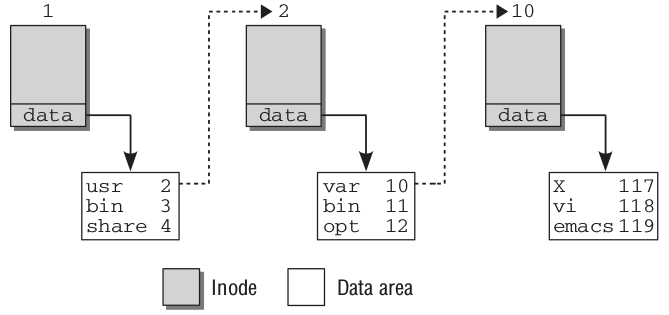 1
2
10
data
data
data
usr 2
bin 3
share 4
var 10
bin 11
opt 12
X 117
vi 118
emacs 119
Inode
Data area